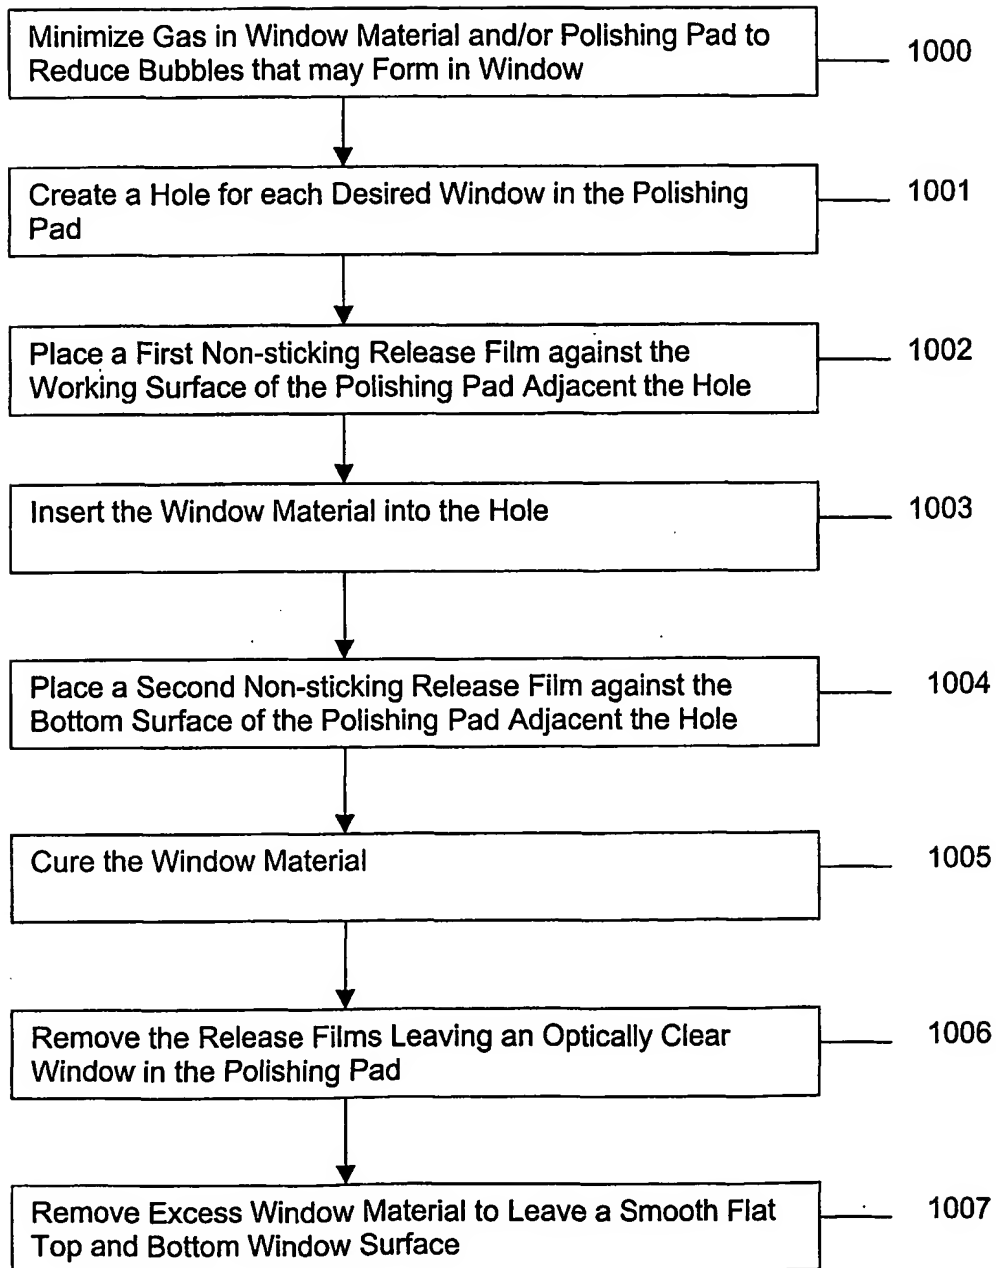 Minimize Gas in Window Material and/or Polishing Pad to
Reduce Bubbles that may Form in Window
1000
Create a Hole for each Desired Window in the Polishing
Pad
1001
Place a First Non-sticking Release Film against the
Working Surface of the Polishing Pad Adjacent the Hole
1002
Insert the Window Material into the Hole
1003
Place a Second Non-sticking Release Film against the
Bottom Surface of the Polishing Pad Adjacent the Hole
1004
Cure the Window Material
1005
Remove the Release Films Leaving an Optically Clear
Window in the Polishing Pad
1006
Remove Excess Window Material to Leave a Smooth Flat
Top and Bottom Window Surface
1007